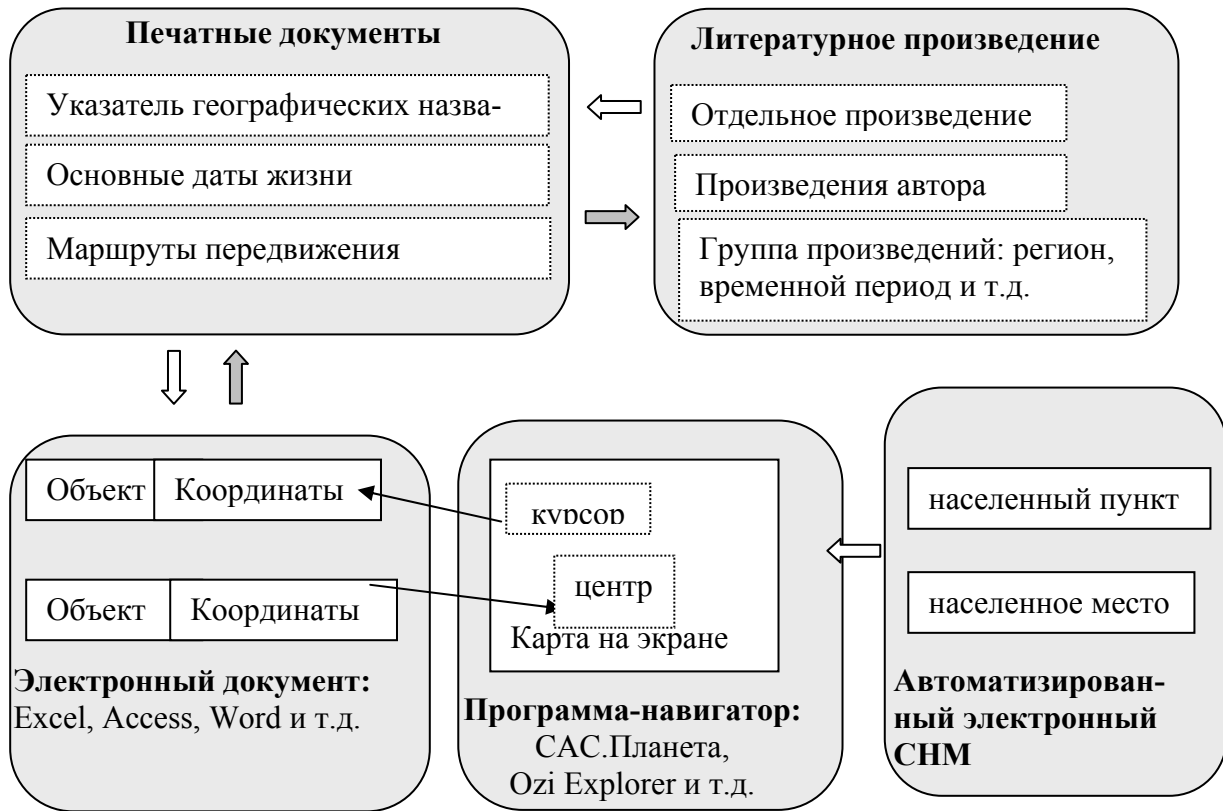 Печатные документы
Указатель географических назва-
Основные даты жизни
Маршруты передвижения
Литературное произведение
Отдельное произведение
Произведения автора
Группа произведений: регион,
временной период и т.д.
Объект
Координаты
Объект
Координаты
Электронный документ:
Excel, Access, Word и т.д.
курсор
центр
Карта на экране
Программа-навигатор:
САС.Планета,
Ozi Explorer и т.д.
населенный пункт
населенное место
Автоматизирован-
ный электронный
СНМ